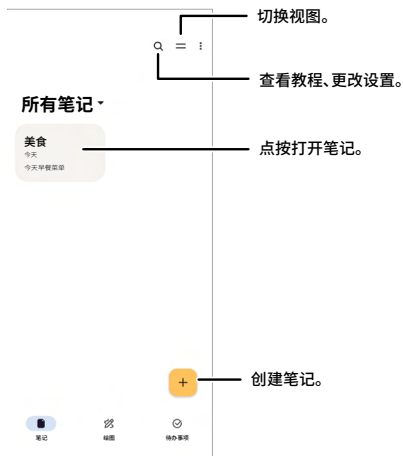 切换视图。
查看教程、更改设置。
所有笔记
美食
今天
今天早餐菜单
点按打开笔记。
创建笔记。
笔记
绘图
待办事项